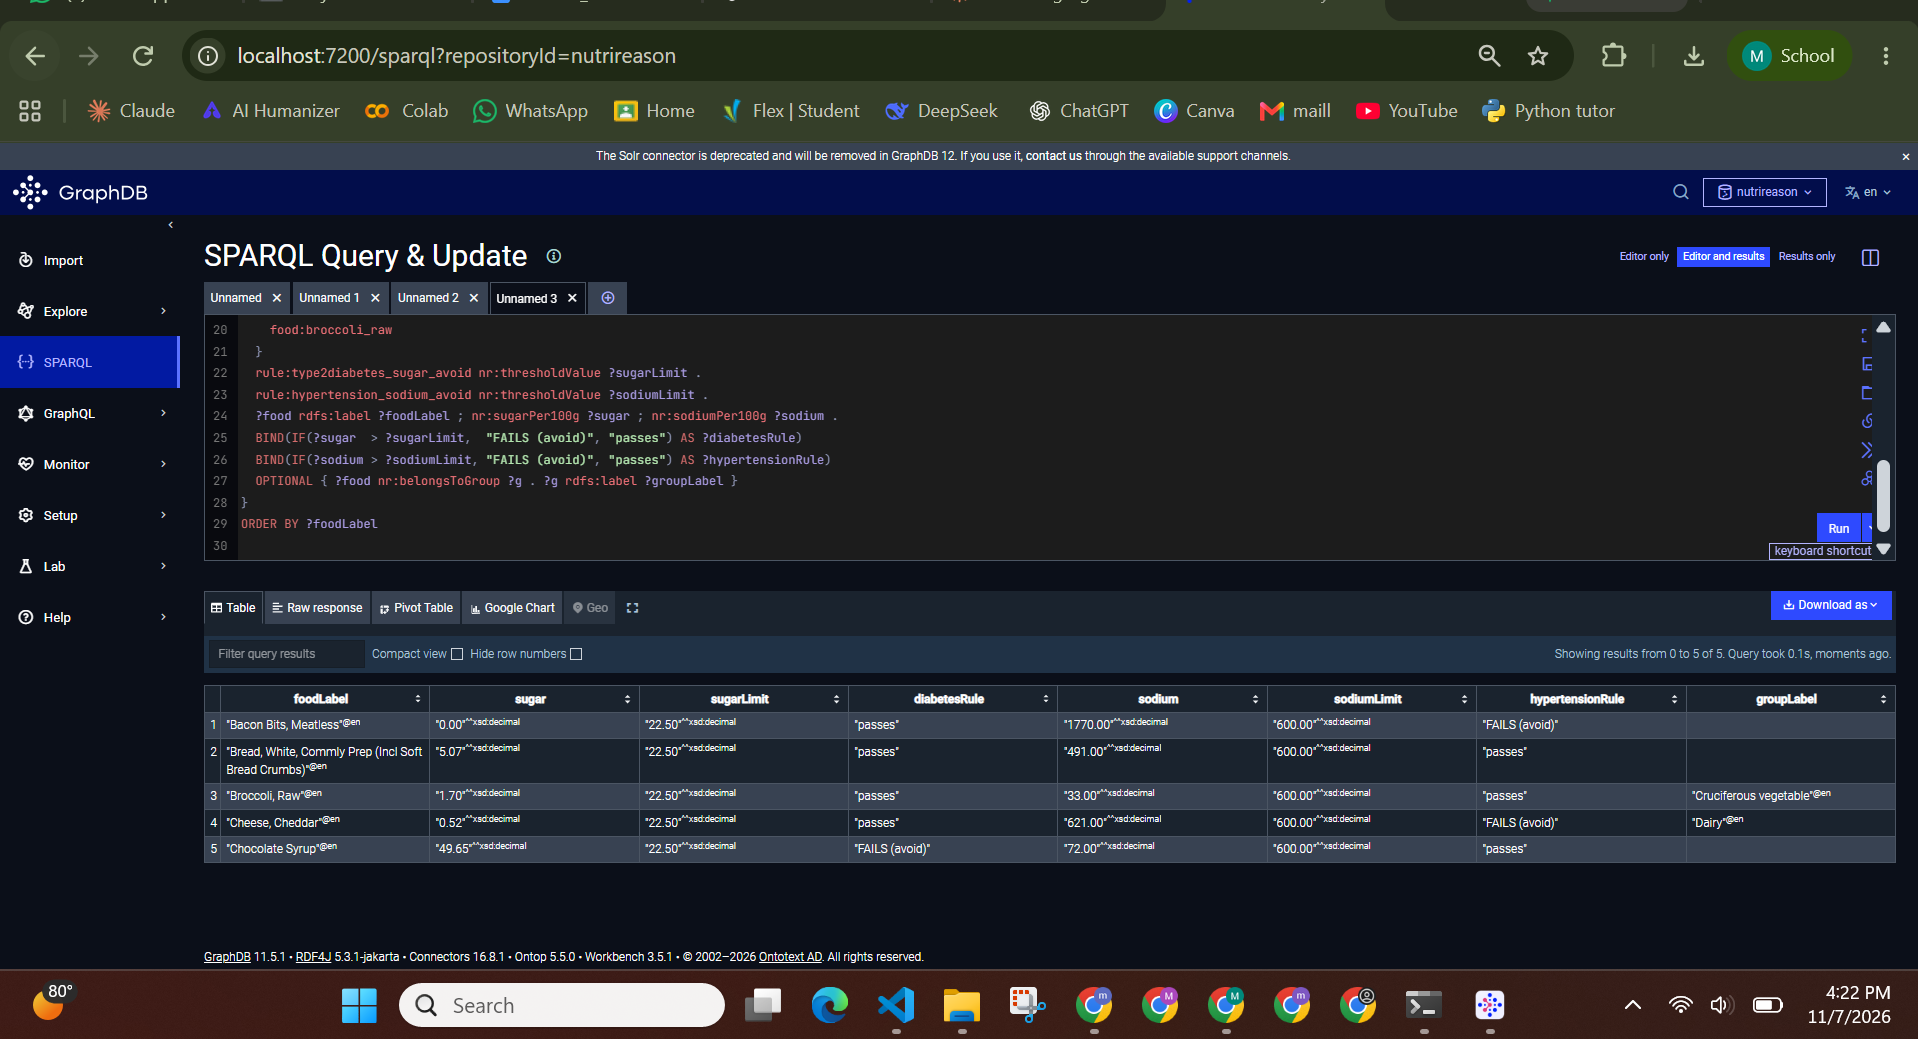 localhost:7200/sparql?repositoryId=nutrireason
M School
Claude
AI Humanizer
Colab
WhatsApp
Home
Flex | Student
DeepSeek
ChatGPT
Canva
maill
YouTube
Python tutor
The Solr connector is deprecated and will be removed in GraphDB 12. If you use it, contact us through the available support channels.
GraphDB
nutrireason
en
Import
Explore
SPARQL
GraphQL
Monitor
Setup
Lab
Help
SPARQL Query & Update
Editor only
Editor and results
Results only
Unnamed ×
Unnamed 1 ×
Unnamed 2 ×
Unnamed 3 ×
20 food:broccoli_raw
21 }
22 rule:type2diabetes_sugar_avoid nr:thresholdValue ?sugarLimit .
23 rule:hypertension_sodium_avoid nr:thresholdValue ?sodiumLimit .
24 ?food rdfs:label ?foodLabel ; nr:sugarPer100g ?sugar ; nr:sodiumPer100g ?sodium .
25 BIND(IF(?sugar  > ?sugarLimit,  "FAILS (avoid)", "passes") AS ?diabetesRule)
26 BIND(IF(?sodium > ?sodiumLimit, "FAILS (avoid)", "passes") AS ?hypertensionRule)
27 OPTIONAL { ?food nr:belongsToGroup ?g . ?g rdfs:label ?groupLabel }
28 }
29 ORDER BY ?foodLabel
30
Run
keyboard shortcut
Table
Raw response
Pivot Table
Google Chart
Geo
Download as
Filter query results
Compact view
Hide row numbers
Showing results from 0 to 5 of 5. Query took 0.1s, moments ago.
foodLabel sugar sugarLimit diabetesRule sodium sodiumLimit hypertensionRule groupLabel
1 "Bacon Bits, Meatless"@en "0.00"^^xsd:decimal "22.50"^^xsd:decimal "passes" "1770.00"^^xsd:decimal "600.00"^^xsd:decimal "FAILS (avoid)"
2 "Bread, White, Commly Prep (Incl Soft "5.07"^^xsd:decimal "22.50"^^xsd:decimal "passes" "491.00"^^xsd:decimal "600.00"^^xsd:decimal "passes"
Bread Crumbs)"@en
3 "Broccoli, Raw"@en "1.70"^^xsd:decimal "22.50"^^xsd:decimal "passes" "33.00"^^xsd:decimal "600.00"^^xsd:decimal "passes" "Cruciferous vegetable"@en
4 "Cheese, Cheddar"@en "0.52"^^xsd:decimal "22.50"^^xsd:decimal "passes" "621.00"^^xsd:decimal "600.00"^^xsd:decimal "FAILS (avoid)" "Dairy"@en
5 "Chocolate Syrup"@en "49.65"^^xsd:decimal "22.50"^^xsd:decimal "FAILS (avoid)" "72.00"^^xsd:decimal "600.00"^^xsd:decimal "passes"
GraphDB 11.5.1 • RDF4J 5.3.1-jakarta • Connectors 16.8.1 • Ontop 5.5.0 • Workbench 3.5.1 • © 2002–2026 Ontotext AD. All rights reserved.
80°
Search
4:22 PM
11/7/2026